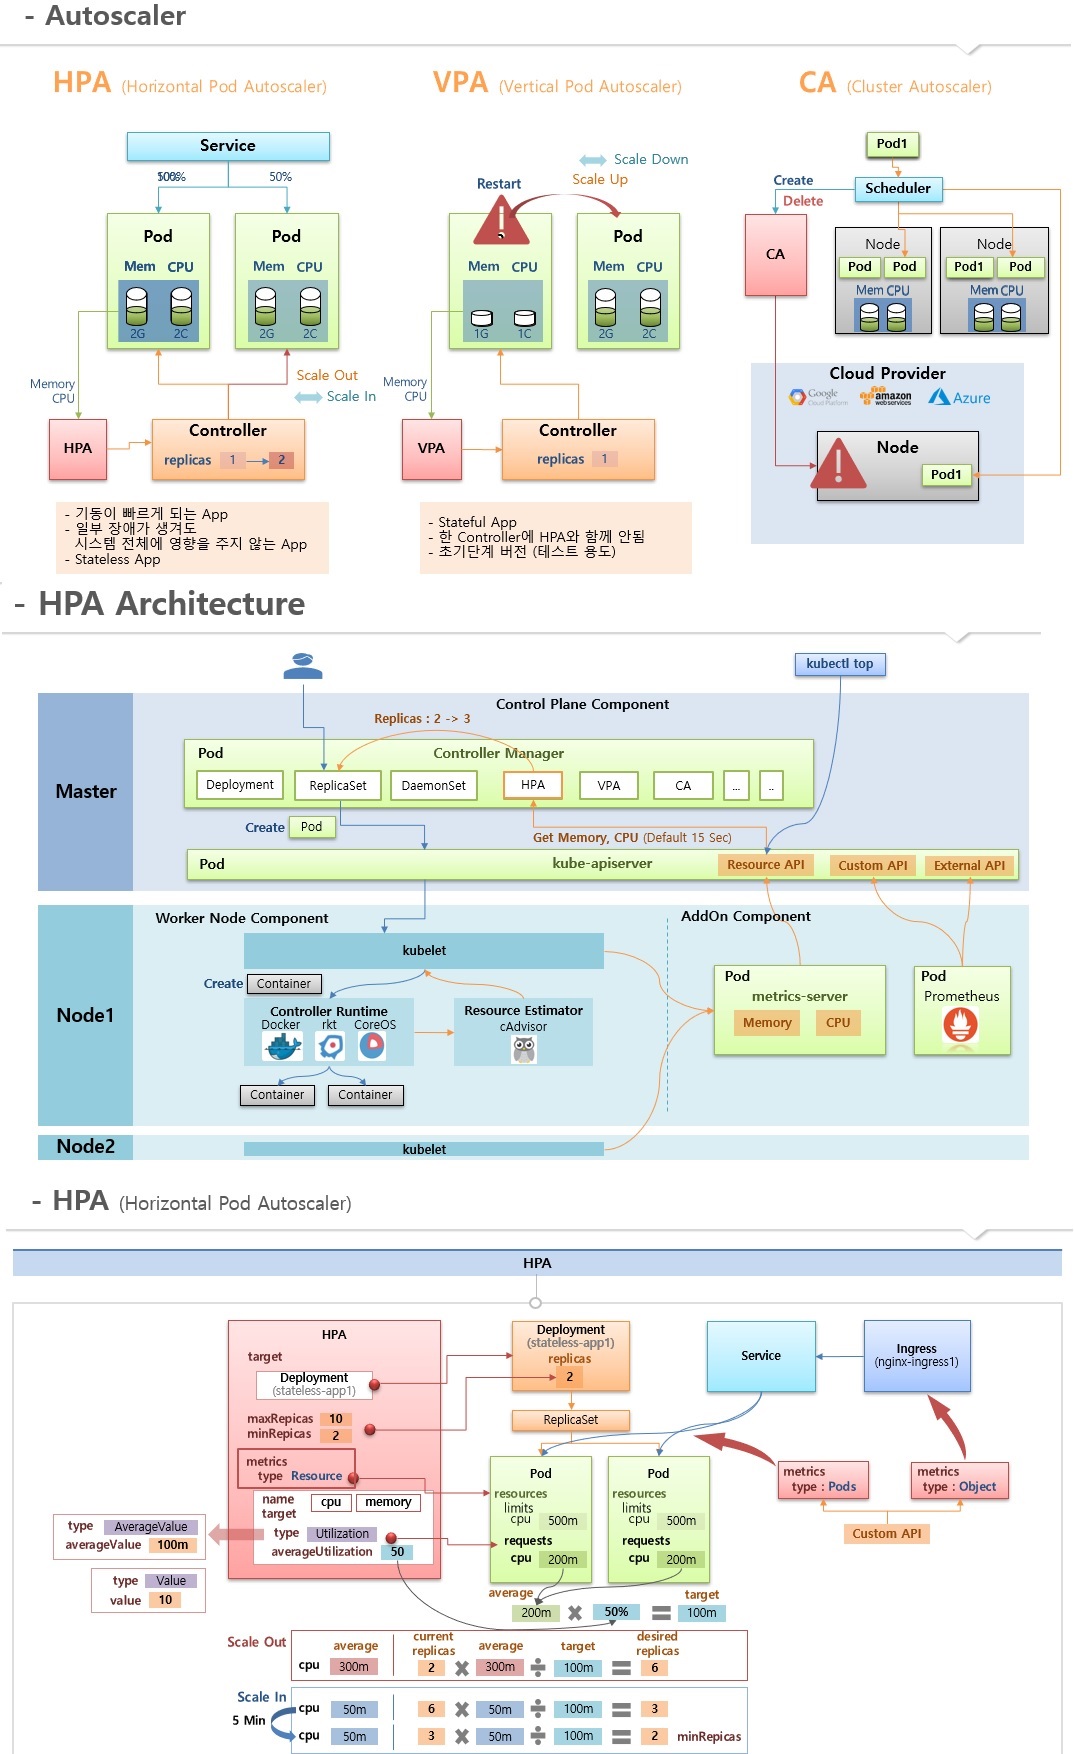 - Autoscaler
HPA (Horizontal Pod Autoscaler)
VPA (Vertical Pod Autoscaler)
CA (Cluster Autoscaler)
Service
50%
Pod
Mem CPU
2G 2C
Pod
Mem CPU
2G 2C
Memory
CPU
Scale Out
Scale In
HPA
Controller
replicas 1 2
- 기동이 빠르게 되는 App
- 일부 장애가 생겨도
시스템 전체에 영향을 주지 않는 App
- Stateless App
Scale Down
Scale Up
Restart
Mem CPU
1G 1C
Pod
Mem CPU
2G 2C
Memory
CPU
VPA
Controller
replicas 1
- Stateful App
- 한 Controller에 HPA와 함께 안됨
- 초기단계 버전 (테스트 용도)
Pod1
Scheduler
Create
Delete
CA
Node
Pod Pod
Mem CPU
Node
Pod1 Pod
Mem CPU
Cloud Provider
Google
Cloud Platform
amazon
webservices
Azure
Node
Pod1
- HPA Architecture
kubectl top
Master
Control Plane Component
Replicas : 2 -> 3
Pod
Controller Manager
Deployment
ReplicaSet
DaemonSet
HPA
VPA
CA
...
..
Create Pod
Get Memory, CPU (Default 15 Sec)
Pod
kube-apiserver
Resource API
Custom API
External API
Node1
Worker Node Component
AddOn Component
kubelet
Create Container
Controller Runtime
Docker rkt CoreOS
Resource Estimator
cAdvisor
Container
Container
Pod
metrics-server
Memory CPU
Pod
Prometheus
Node2
kubelet
- HPA (Horizontal Pod Autoscaler)
HPA
HPA
target
Deployment
(stateless-app1)
maxRepicas 10
minRepicas 2
metrics
type Resource
name cpu memory
target
type Utilization
averageUtilization 50
type AverageValue
averageValue 100m
type Value
value 10
Deployment
(stateless-app1)
replicas
2
ReplicaSet
Service
Ingress
(nginx-ingress1)
Pod
resources
limits
cpu 500m
requests
cpu 200m
Pod
resources
limits
cpu 500m
requests
cpu 200m
metrics
type : Pods
metrics
type : Object
Custom API
average target
200m × 50% = 100m
Scale Out
average current replicas average target desired replicas
cpu 300m 2 × 300m ÷ 100m = 6
Scale In
cpu 50m 6 × 50m ÷ 100m = 3
5 Min
cpu 50m 3 × 50m ÷ 100m = 2 minRepicas